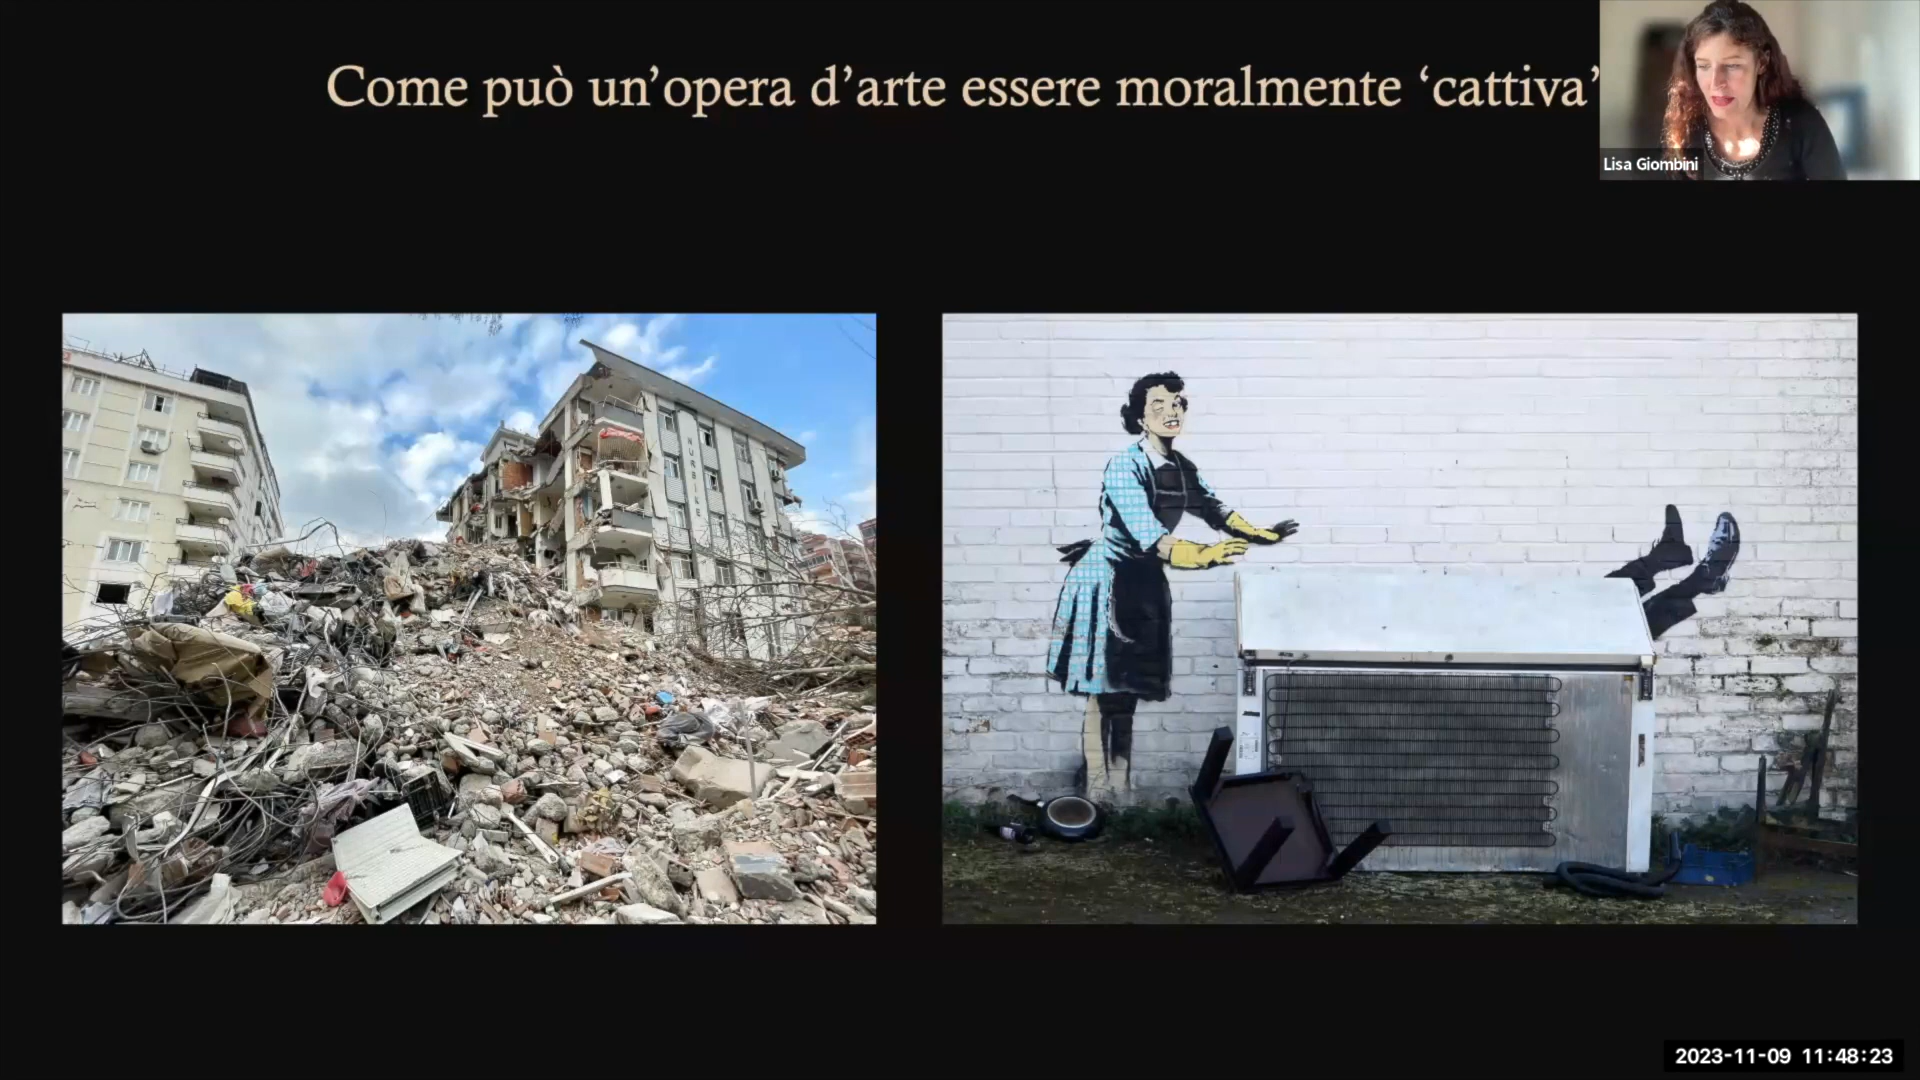 Come può un’opera d’arte essere moralmente ‘cattiva’
Lisa Giombini
2023-11-09 11:48:23